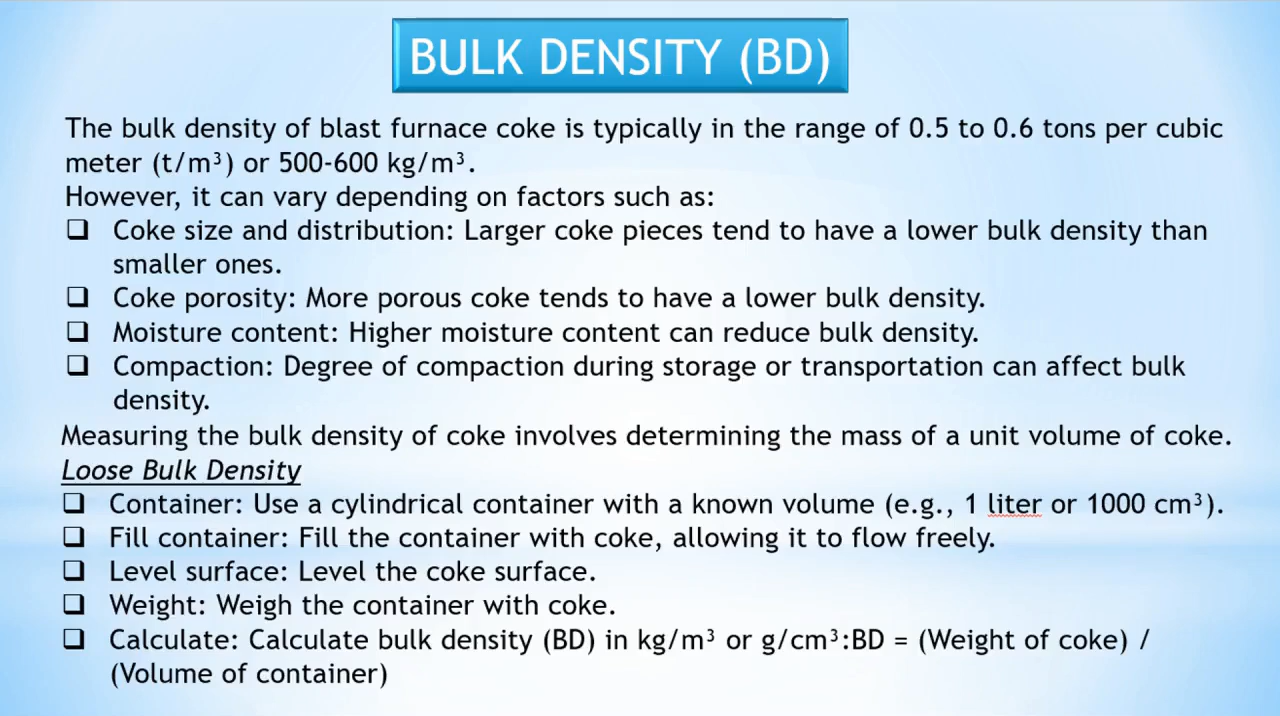 BULK DENSITY (BD)
The bulk density of blast furnace coke is typically in the range of 0.5 to 0.6 tons per cubic
meter (t/m³) or 500-600 kg/m³.
However, it can vary depending on factors such as:
❑ Coke size and distribution: Larger coke pieces tend to have a lower bulk density than
smaller ones.
❑ Coke porosity: More porous coke tends to have a lower bulk density.
❑ Moisture content: Higher moisture content can reduce bulk density.
❑ Compaction: Degree of compaction during storage or transportation can affect bulk
density.
Measuring the bulk density of coke involves determining the mass of a unit volume of coke.
Loose Bulk Density
❑ Container: Use a cylindrical container with a known volume (e.g., 1 liter or 1000 cm³).
❑ Fill container: Fill the container with coke, allowing it to flow freely.
❑ Level surface: Level the coke surface.
❑ Weight: Weigh the container with coke.
❑ Calculate: Calculate bulk density (BD) in kg/m³ or g/cm³:BD = (Weight of coke) /
(Volume of container)